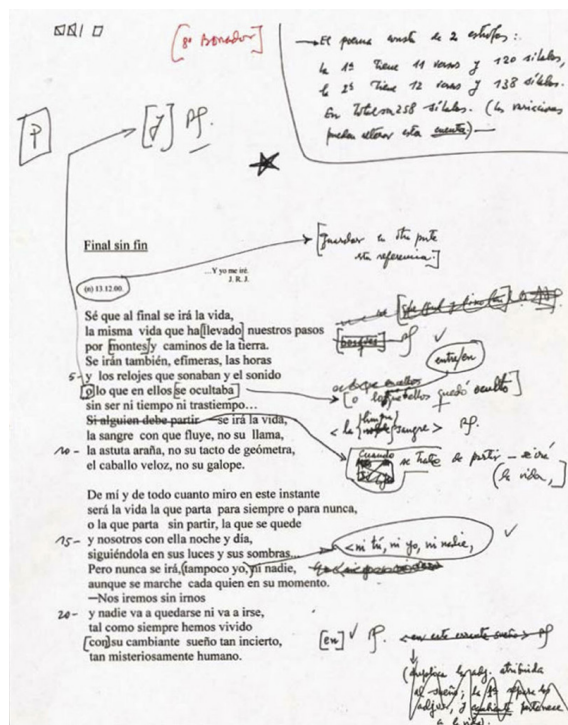 [8º Borrador]
→ El poema consta de 2 estrofas:
la 1ª tiene 11 versos y 120 sílabas,
la 2ª tiene 12 versos y 138 sílabas.
En total son 258 sílabas. (las variaciones
pueden alterar esta cuenta).—
P
[y]
[guardar en otra parte
esta referencia.]
Final sin fin
...Y yo me iré.
J. R. J.
(n) 13.12.00.
Sé que al final se irá la vida,
la misma vida que ha [llevado] nuestros pasos
por [montes] y caminos de la tierra.
[bosques]
Se irán también, efímeras, las horas
entre/en
5- y los relojes que sonaban y el sonido
[o] lo que en ellos [se ocultaba]
quedó oculto]
sin ser ni tiempo ni trastiempo...
Si alguien debe partir —se irá la vida,
la sangre con que fluye, no su llama,
10- la astuta araña, no su tacto de geómetra,
Cuando se trate de partir – se iré
(la vida,
el caballo veloz, no su galope.
De mí y de todo cuanto miro en este instante
será la vida la que parta para siempre o para nunca,
o la que parta sin partir, la que se quede
15- y nosotros con ella noche y día,
siguiéndola en sus luces y sus sombras...
<ni tú, ni yo, ni nadie,
Pero nunca se irá, (tampoco yo, ni nadie,
aunque se marche cada quien en su momento.
—Nos iremos sin irnos
20- y nadie va a quedarse ni va a irse,
tal como siempre hemos vivido
[con] su cambiante sueño tan incierto,
[en]
tan misteriosamente humano.